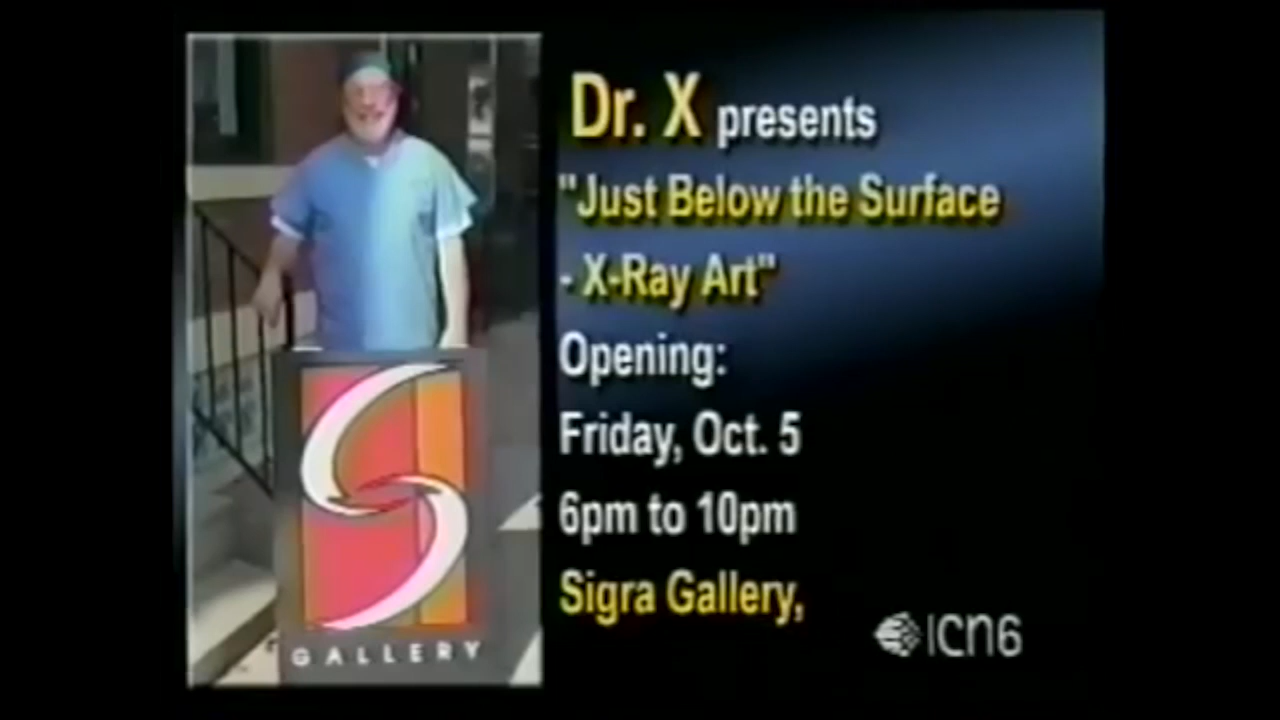 Dr. X presents
"Just Below the Surface
- X-Ray Art"
Opening:
Friday, Oct. 5
6pm to 10pm
Sigra Gallery,
S
GALLERY
ICN6